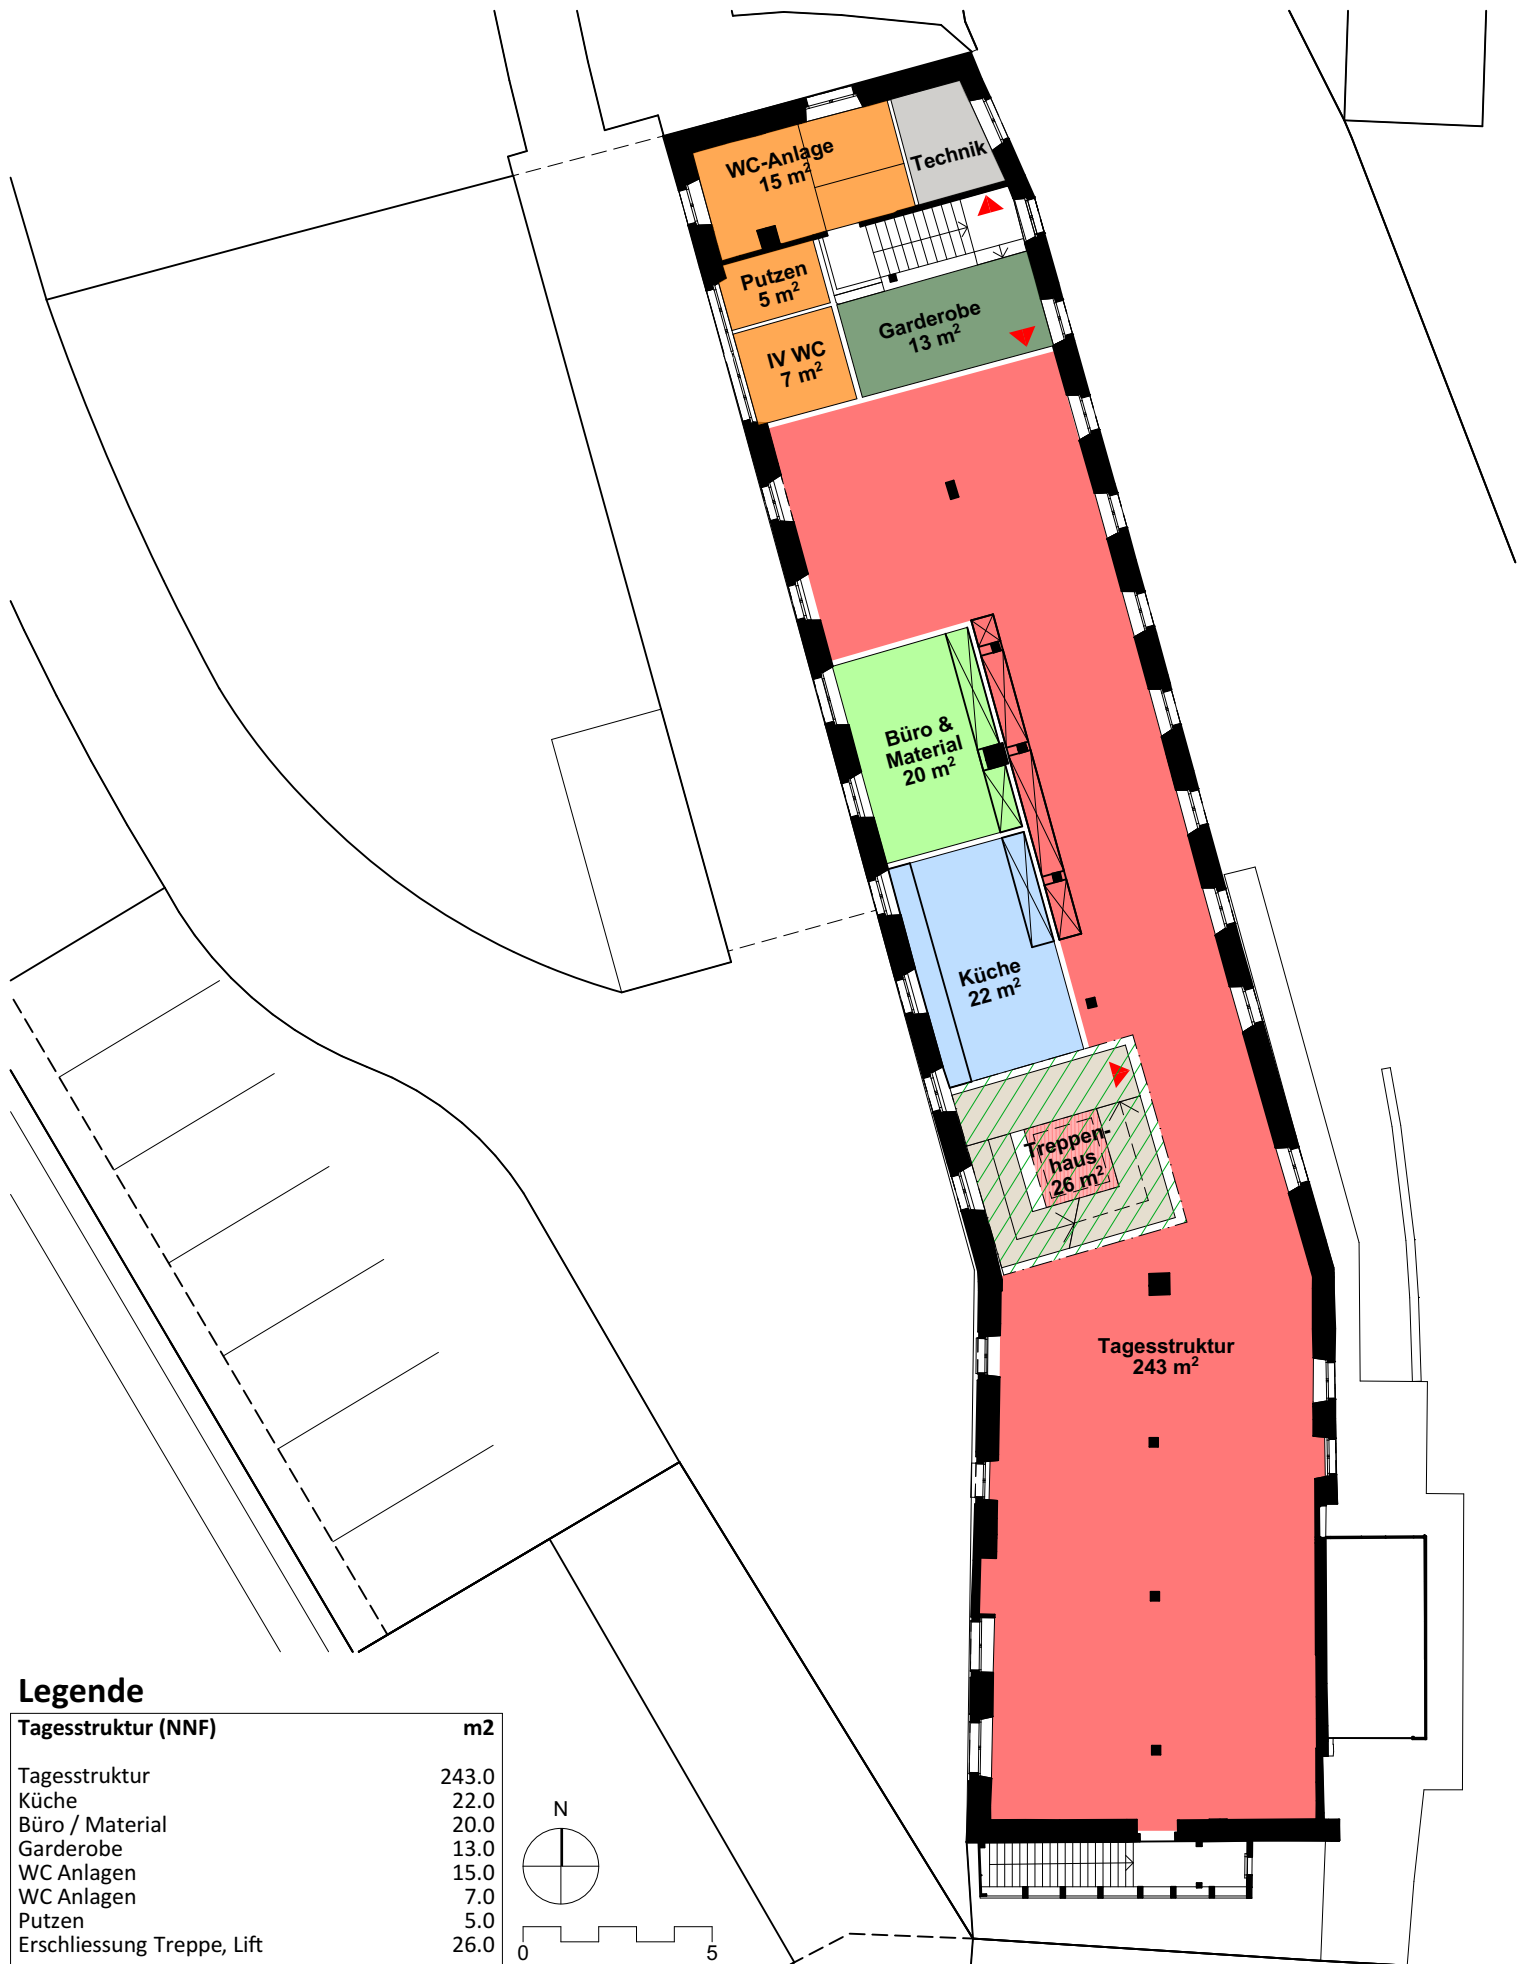 WC-Anlage
15 m²
Technik
Putzen
5 m²
Garderobe
13 m²
IV WC
7 m²
Büro &
Material
20 m²
Küche
22 m²
Treppen-
haus
26 m²
Tagesstruktur
243 m²
Legende
Tagesstruktur (NNF) m2
Tagesstruktur 243.0
Küche 22.0
Büro / Material 20.0
Garderobe 13.0
WC Anlagen 15.0
WC Anlagen 7.0
Putzen 5.0
Erschliessung Treppe, Lift 26.0
N
0 5